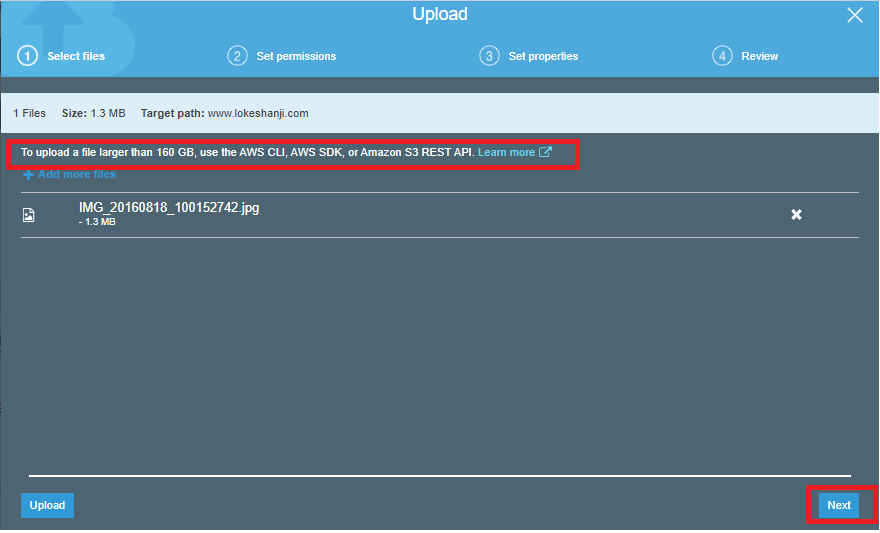 Upload
1 Select files 2 Set permissions 3 Set properties 4 Review
1 Files Size: 1.3 MB Target path: www.lokeshanji.com
To upload a file larger than 160 GB, use the AWS CLI, AWS SDK, or Amazon S3 REST API. Learn more
Add more files
IMG_20160818_100152742.jpg
- 1.3 MB
Upload Next